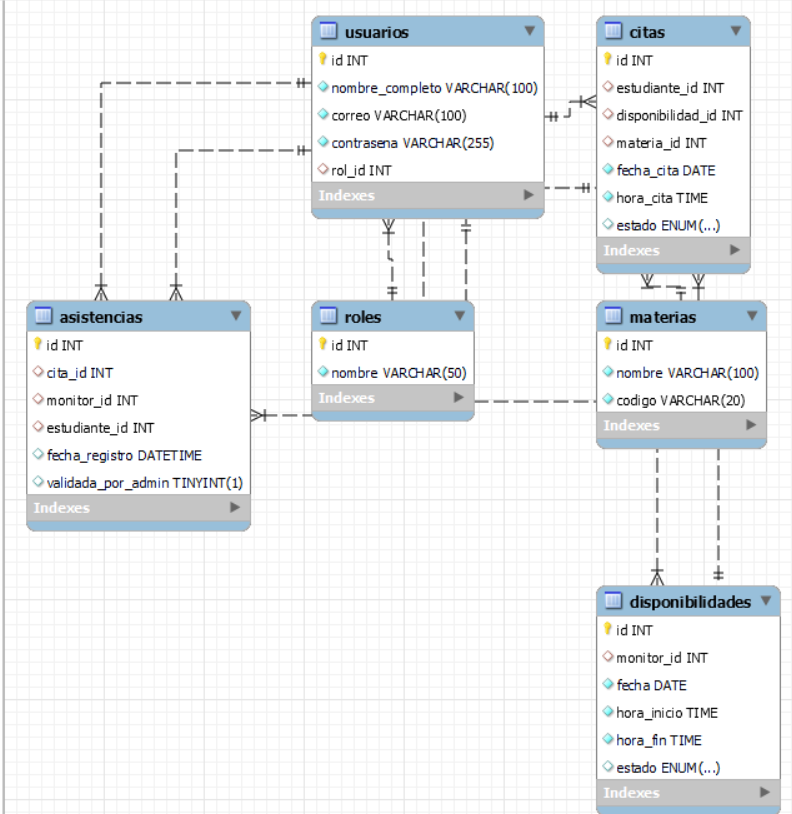 usuarios
id INT
nombre_completo VARCHAR(100)
correo VARCHAR(100)
contrasena VARCHAR(255)
rol_id INT
Indexes
citas
id INT
estudiante_id INT
disponibilidad_id INT
materia_id INT
fecha_cita DATE
hora_cita TIME
estado ENUM(...)
Indexes
asistencias
id INT
cita_id INT
monitor_id INT
estudiante_id INT
fecha_registro DATETIME
validada_por_admin TINYINT(1)
Indexes
roles
id INT
nombre VARCHAR(50)
Indexes
materias
id INT
nombre VARCHAR(100)
codigo VARCHAR(20)
Indexes
disponibilidades
id INT
monitor_id INT
fecha DATE
hora_inicio TIME
hora_fin TIME
estado ENUM(...)
Indexes